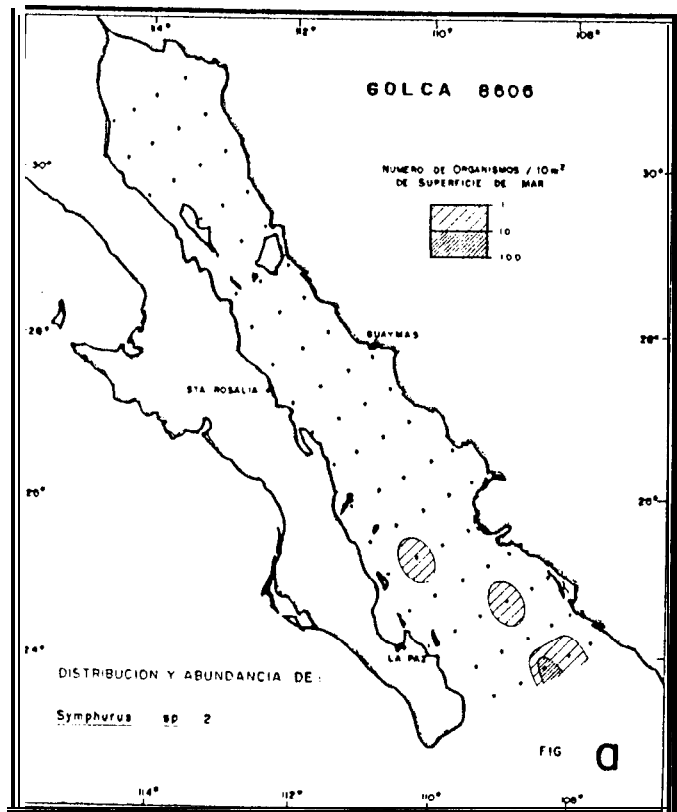 114° 112° 110° 108°
GOLCA 8606
NUMERO DE ORGANISMOS / 10 m²
DE SUPERFICIE DE MAR
1
10
100
30° 30°
GUAYMAS
28° 28°
STA ROSALIA
26° 26°
24°
LA PAZ
DISTRIBUCION Y ABUNDANCIA DE:
Symphurus sp 2
FIG a
114° 112° 110° 108°